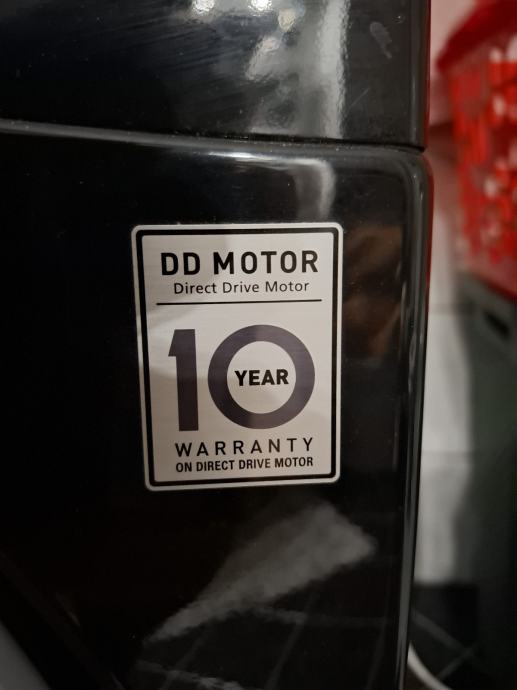 DD MOTOR
Direct Drive Motor
10
YEAR
WARRANTY
ON DIRECT DRIVE MOTOR